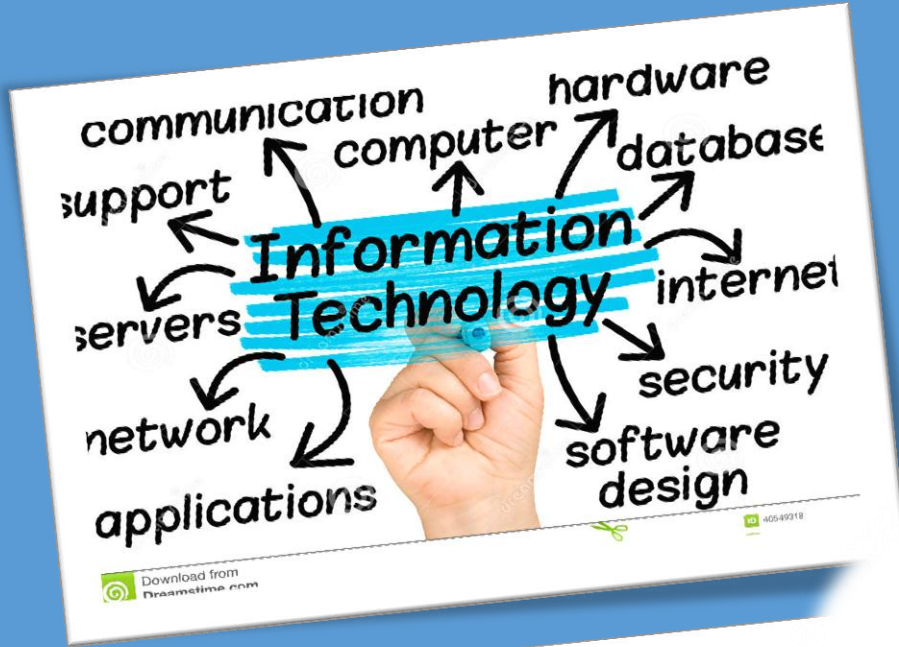 communication
hardware
computer
database
support
Information
Technology
internet
servers
security
network
software
design
applications
40549318
Download from
Dreamstime.com